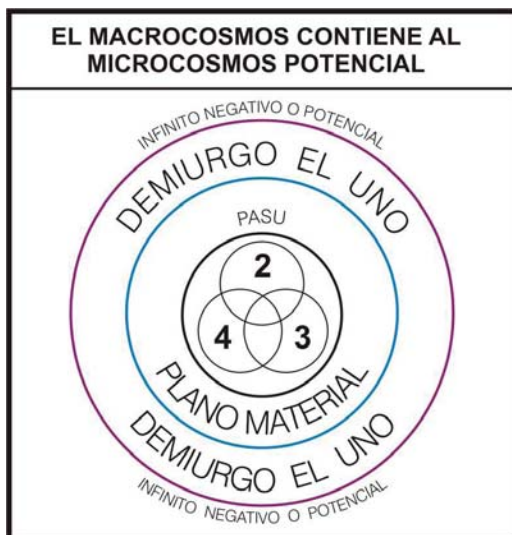 EL MACROCOSMOS CONTIENE AL
MICROCOSMOS POTENCIAL
INFINITO NEGATIVO O POTENCIAL
DEMIURGO EL UNO
PASU
2
4 3
PLANO MATERIAL
DEMIURGO EL UNO
INFINITO NEGATIVO O POTENCIAL